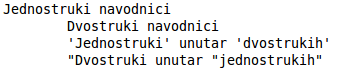 Jednostruki navodnici
Dvostruki navodnici
'Jednostruki' unutar 'dvostrukih'
"Dvostruki unutar "jednostrukih"